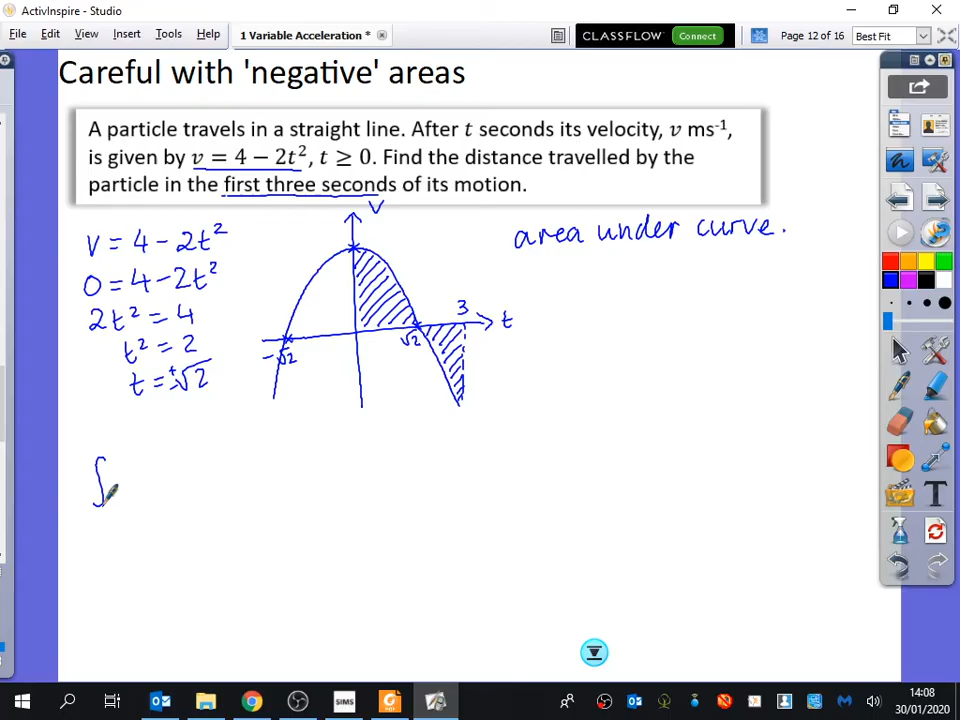 ActivInspire - Studio
File Edit View Insert Tools Help
1 Variable Acceleration *
CLASSFLOW Connect
Page 12 of 16
Best Fit
Careful with 'negative' areas
A particle travels in a straight line. After t seconds its velocity, v ms⁻¹,
is given by v = 4 − 2t², t ≥ 0. Find the distance travelled by the
particle in the first three seconds of its motion.
v
area under curve.
v = 4 - 2t²
0 = 4 - 2t²
2t² = 4
t² = 2
t = ±√2
3
t
-√2
√2
∫
T
SIMS
14:08
30/01/2020